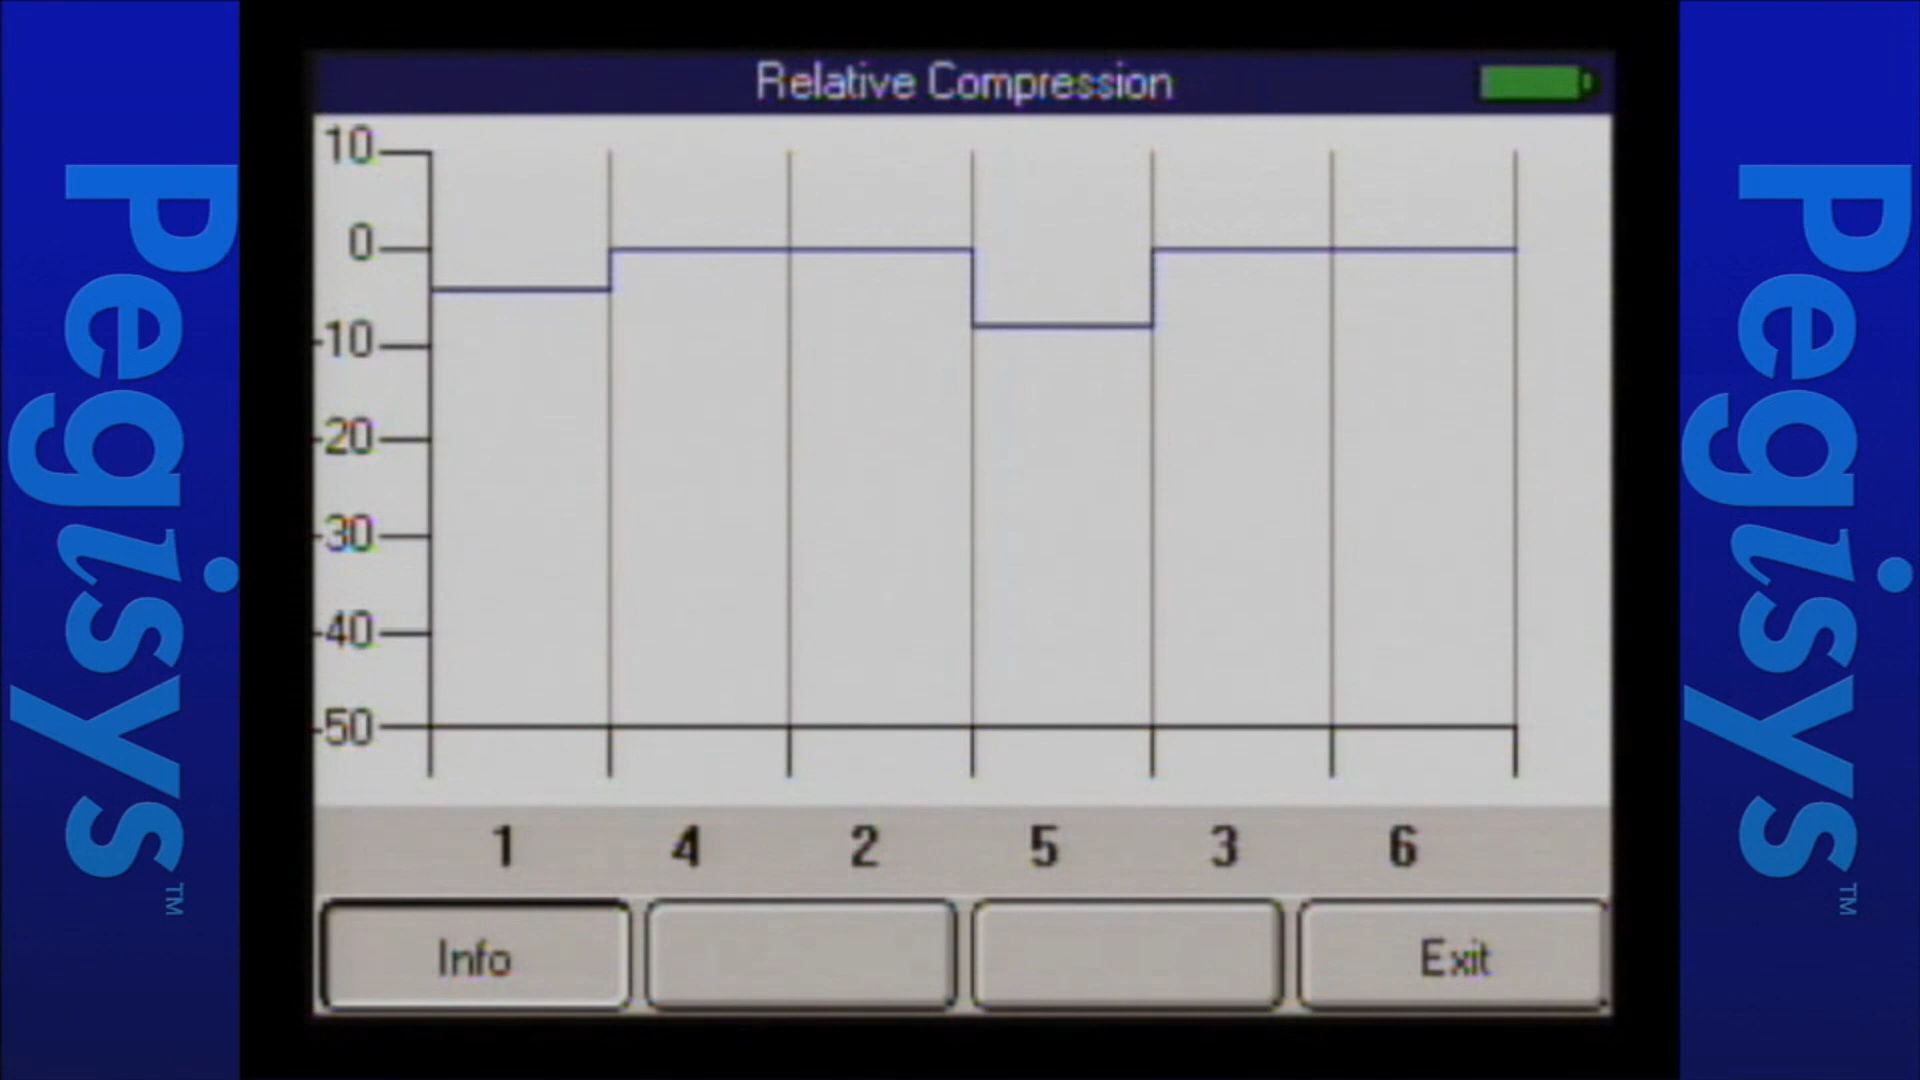 Pegisys™
Relative Compression
10
0
-10
-20
-30
-40
-50
1 4 2 5 3 6
Info Exit
Pegisys™